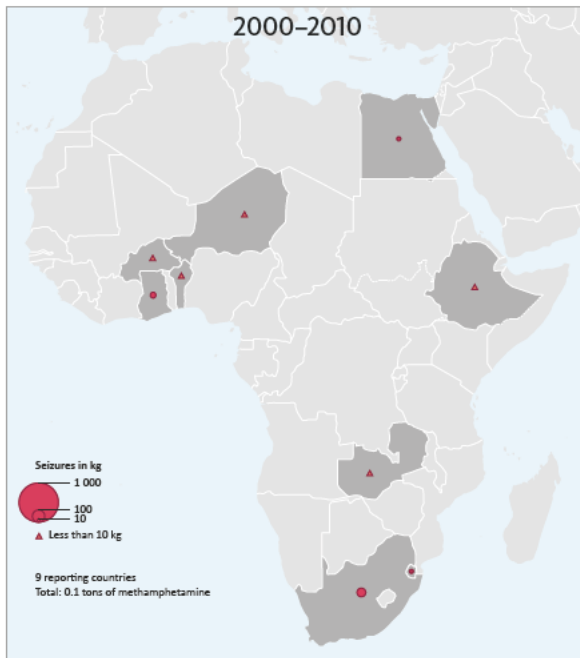 2000–2010
Seizures in kg
1 000
100
10
Less than 10 kg
9 reporting countries
Total: 0.1 tons of methamphetamine